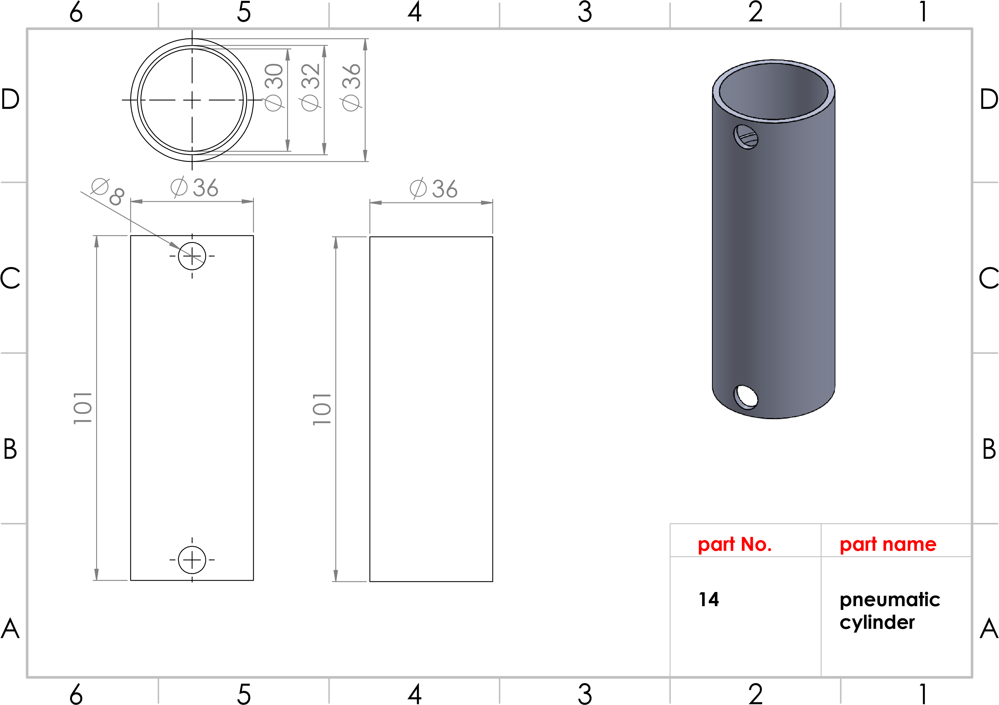 6 5 4 3 2 1
D D
⌀30 ⌀32 ⌀36
⌀8 ⌀36 ⌀36
C C
101 101
B B
part No. part name
14 pneumatic
cylinder
A A
6 5 4 3 2 1